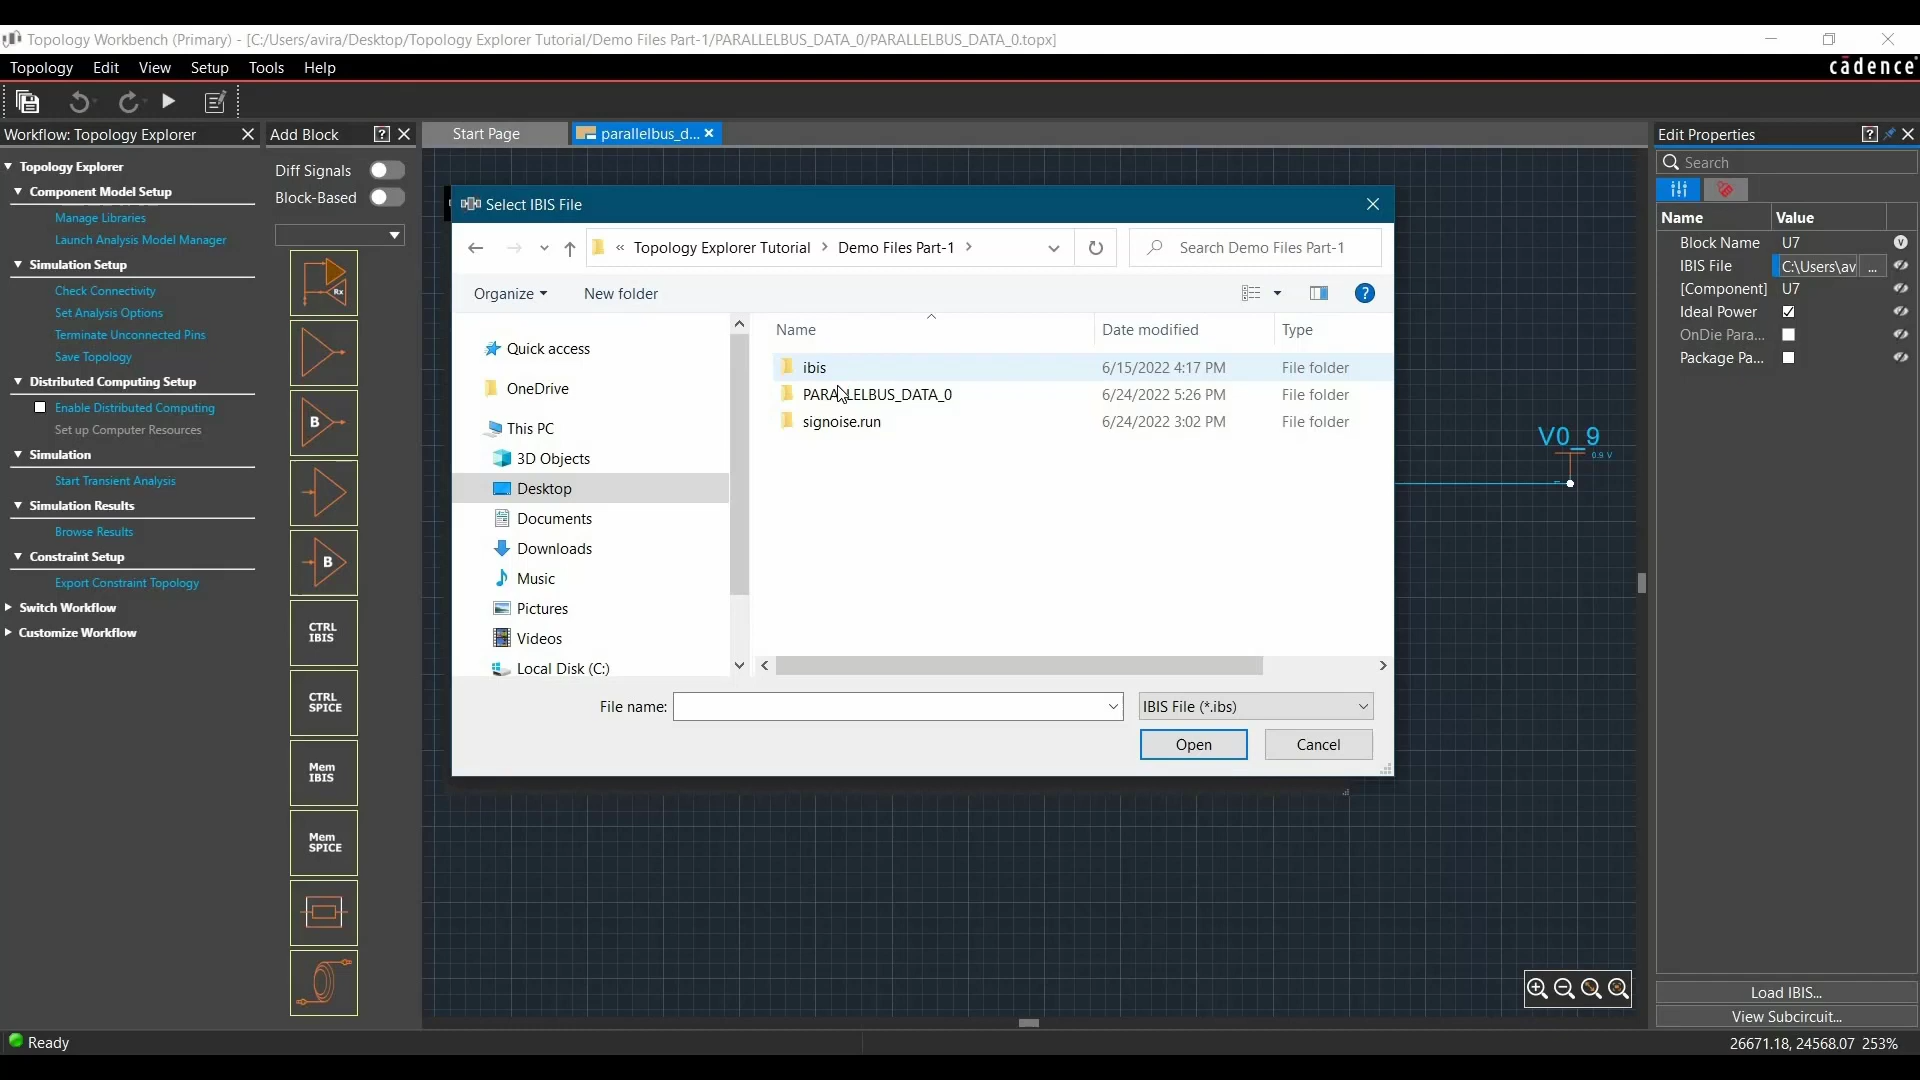 Topology Workbench (Primary) - [C:/Users/avira/Desktop/Topology Explorer Tutorial/Demo Files Part-1/PARALLELBUS_DATA_0/PARALLELBUS_DATA_0.topx]
Topology Edit View Setup Tools Help
cādence
Workflow: Topology Explorer
Topology Explorer
Component Model Setup
Manage Libraries
Launch Analysis Model Manager
Simulation Setup
Check Connectivity
Set Analysis Options
Terminate Unconnected Pins
Save Topology
Distributed Computing Setup
Enable Distributed Computing
Set up Computer Resources
Simulation
Start Transient Analysis
Simulation Results
Browse Results
Constraint Setup
Export Constraint Topology
Switch Workflow
Customize Workflow
Add Block ?
Diff Signals
Block-Based
Rx
B
B
CTRL
IBIS
CTRL
SPICE
Mem
IBIS
Mem
SPICE
Start Page parallelbus_d...
Select IBIS File
« Topology Explorer Tutorial > Demo Files Part-1 >
Search Demo Files Part-1
Organize New folder ?
Quick access
OneDrive
This PC
3D Objects
Desktop
Documents
Downloads
Music
Pictures
Videos
Local Disk (C:)
Name Date modified Type
ibis 6/15/2022 4:17 PM File folder
PARALLELBUS_DATA_0 6/24/2022 5:26 PM File folder
signoise.run 6/24/2022 3:02 PM File folder
File name: IBIS File (*.ibs)
Open Cancel
V0_9
0.9 V
Edit Properties ?
Search
Name Value
Block Name U7 V
IBIS File C:\Users\av ...
[Component] U7
Ideal Power
OnDie Para...
Package Pa...
Load IBIS...
View Subcircuit...
Ready
26671.18, 24568.07 253%